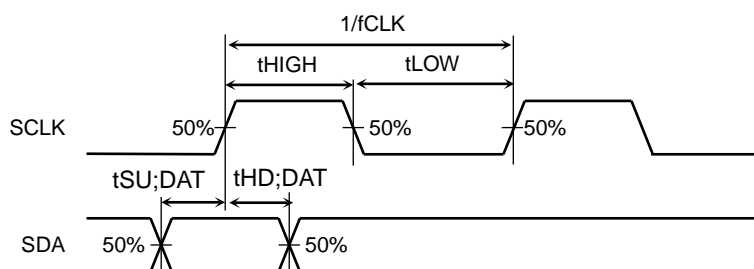 1/fCLK
tHIGH tLOW
SCLK 50% 50% 50%
tSU;DAT tHD;DAT
SDA 50% 50%